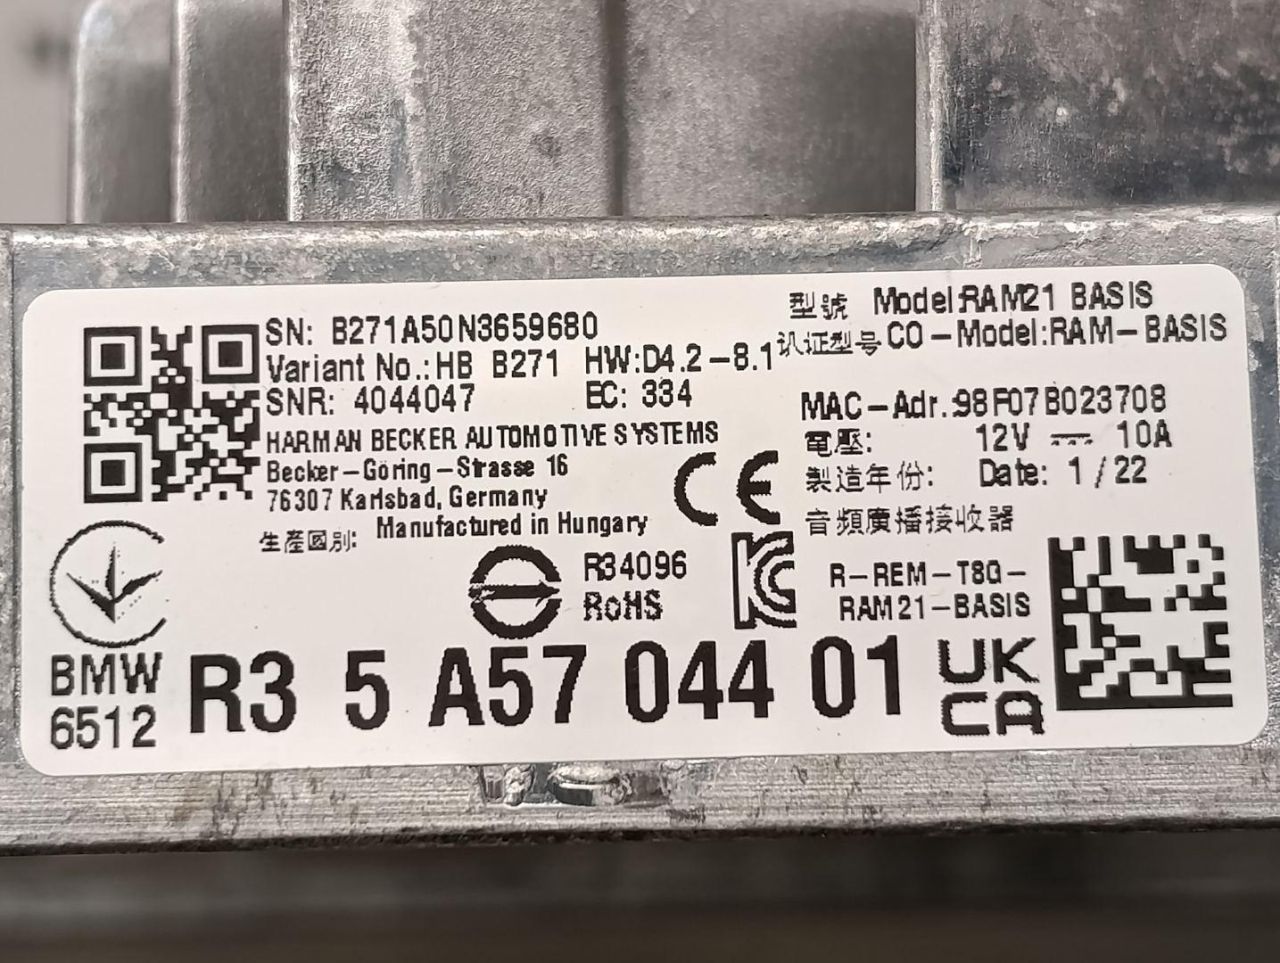 SN: B271A50N3659680
Variant No.:HB B271 HW:D4.2-8.1
SNR: 4044047 EC: 334
HARMAN BECKER AUTOMOTIVE SYSTEMS
Becker-Göring-Strasse 16
76307 Karlsbad, Germany
生產國別: Manufactured in Hungary
型號 Model:RAM21 BASIS
认证型号 CO-Model:RAM-BASIS
MAC-Adr.:98F07B023708
電壓: 12V 10A
製造年份: Date: 1/22
音頻廣播接收器
CE
R34096
RoHS
KC
R-REM-T8G-
RAM21-BASIS
BMW
6512
R3 5 A57 044 01
UK
CA